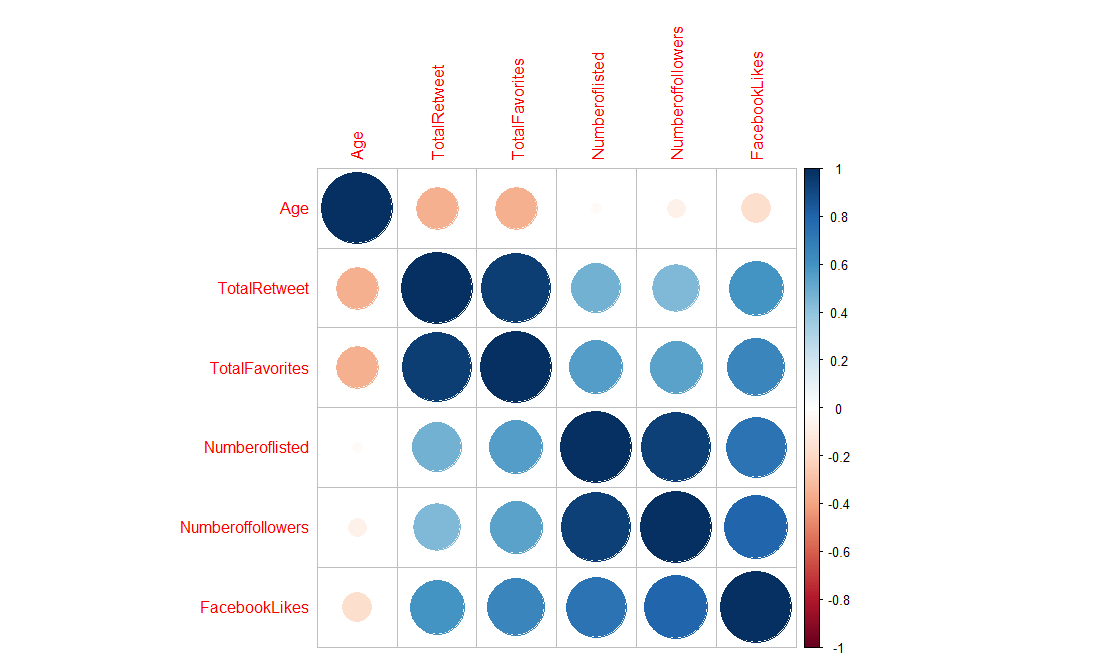 Age
TotalRetweet
TotalFavorites
Numberoflisted
Numberoffollowers
FacebookLikes
Age
TotalRetweet
TotalFavorites
Numberoflisted
Numberoffollowers
FacebookLikes
1
0.8
0.6
0.4
0.2
0
-0.2
-0.4
-0.6
-0.8
-1